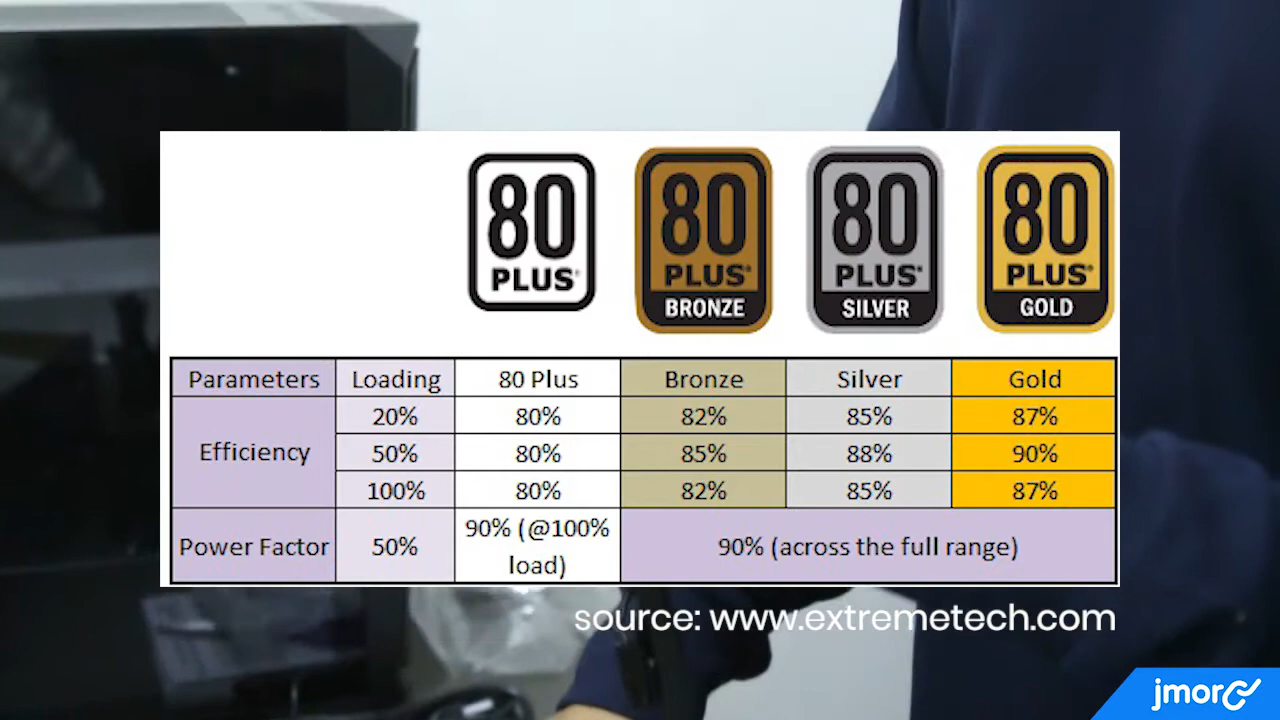 80
PLUS
80
PLUS
BRONZE
80
PLUS
SILVER
80
PLUS
GOLD
Parameters Loading 80 Plus Bronze Silver Gold
Efficiency
20% 80% 82% 85% 87%
50% 80% 85% 88% 90%
100% 80% 82% 85% 87%
Power Factor 50% 90% (@100%
load) 90% (across the full range)
source: www.extremetech.com
jmor